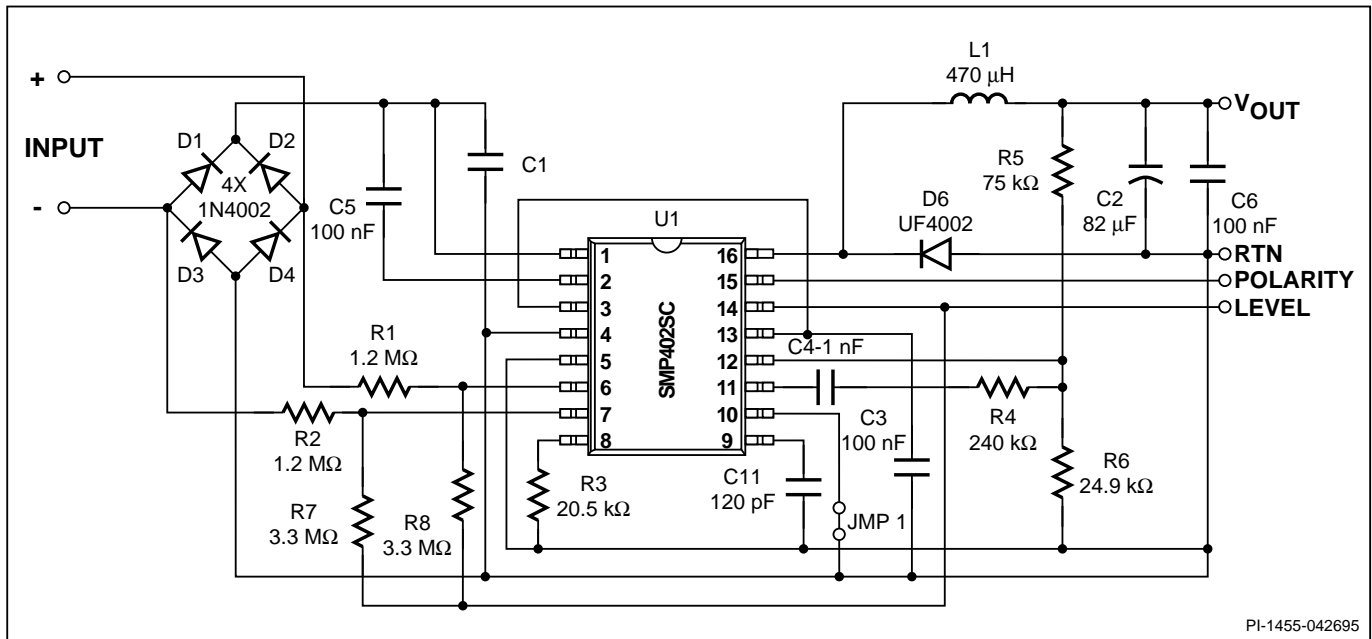 L1
470 µH
+
VOUT
INPUT
D1
D2
C1
4X
1N4002
R5
75 kΩ
-
C5
100 nF
D6
UF4002
C2
82 µF
C6
100 nF
U1
D3
D4
1
2
3
4
5
6
7
8
SMP402SC
16
15
14
13
12
11
10
9
RTN
POLARITY
LEVEL
R1
1.2 MΩ
C4-1 nF
R2
1.2 MΩ
C3
100 nF
R4
240 kΩ
R3
20.5 kΩ
C11
120 pF
R6
24.9 kΩ
R7
3.3 MΩ
R8
3.3 MΩ
JMP 1
PI-1455-042695